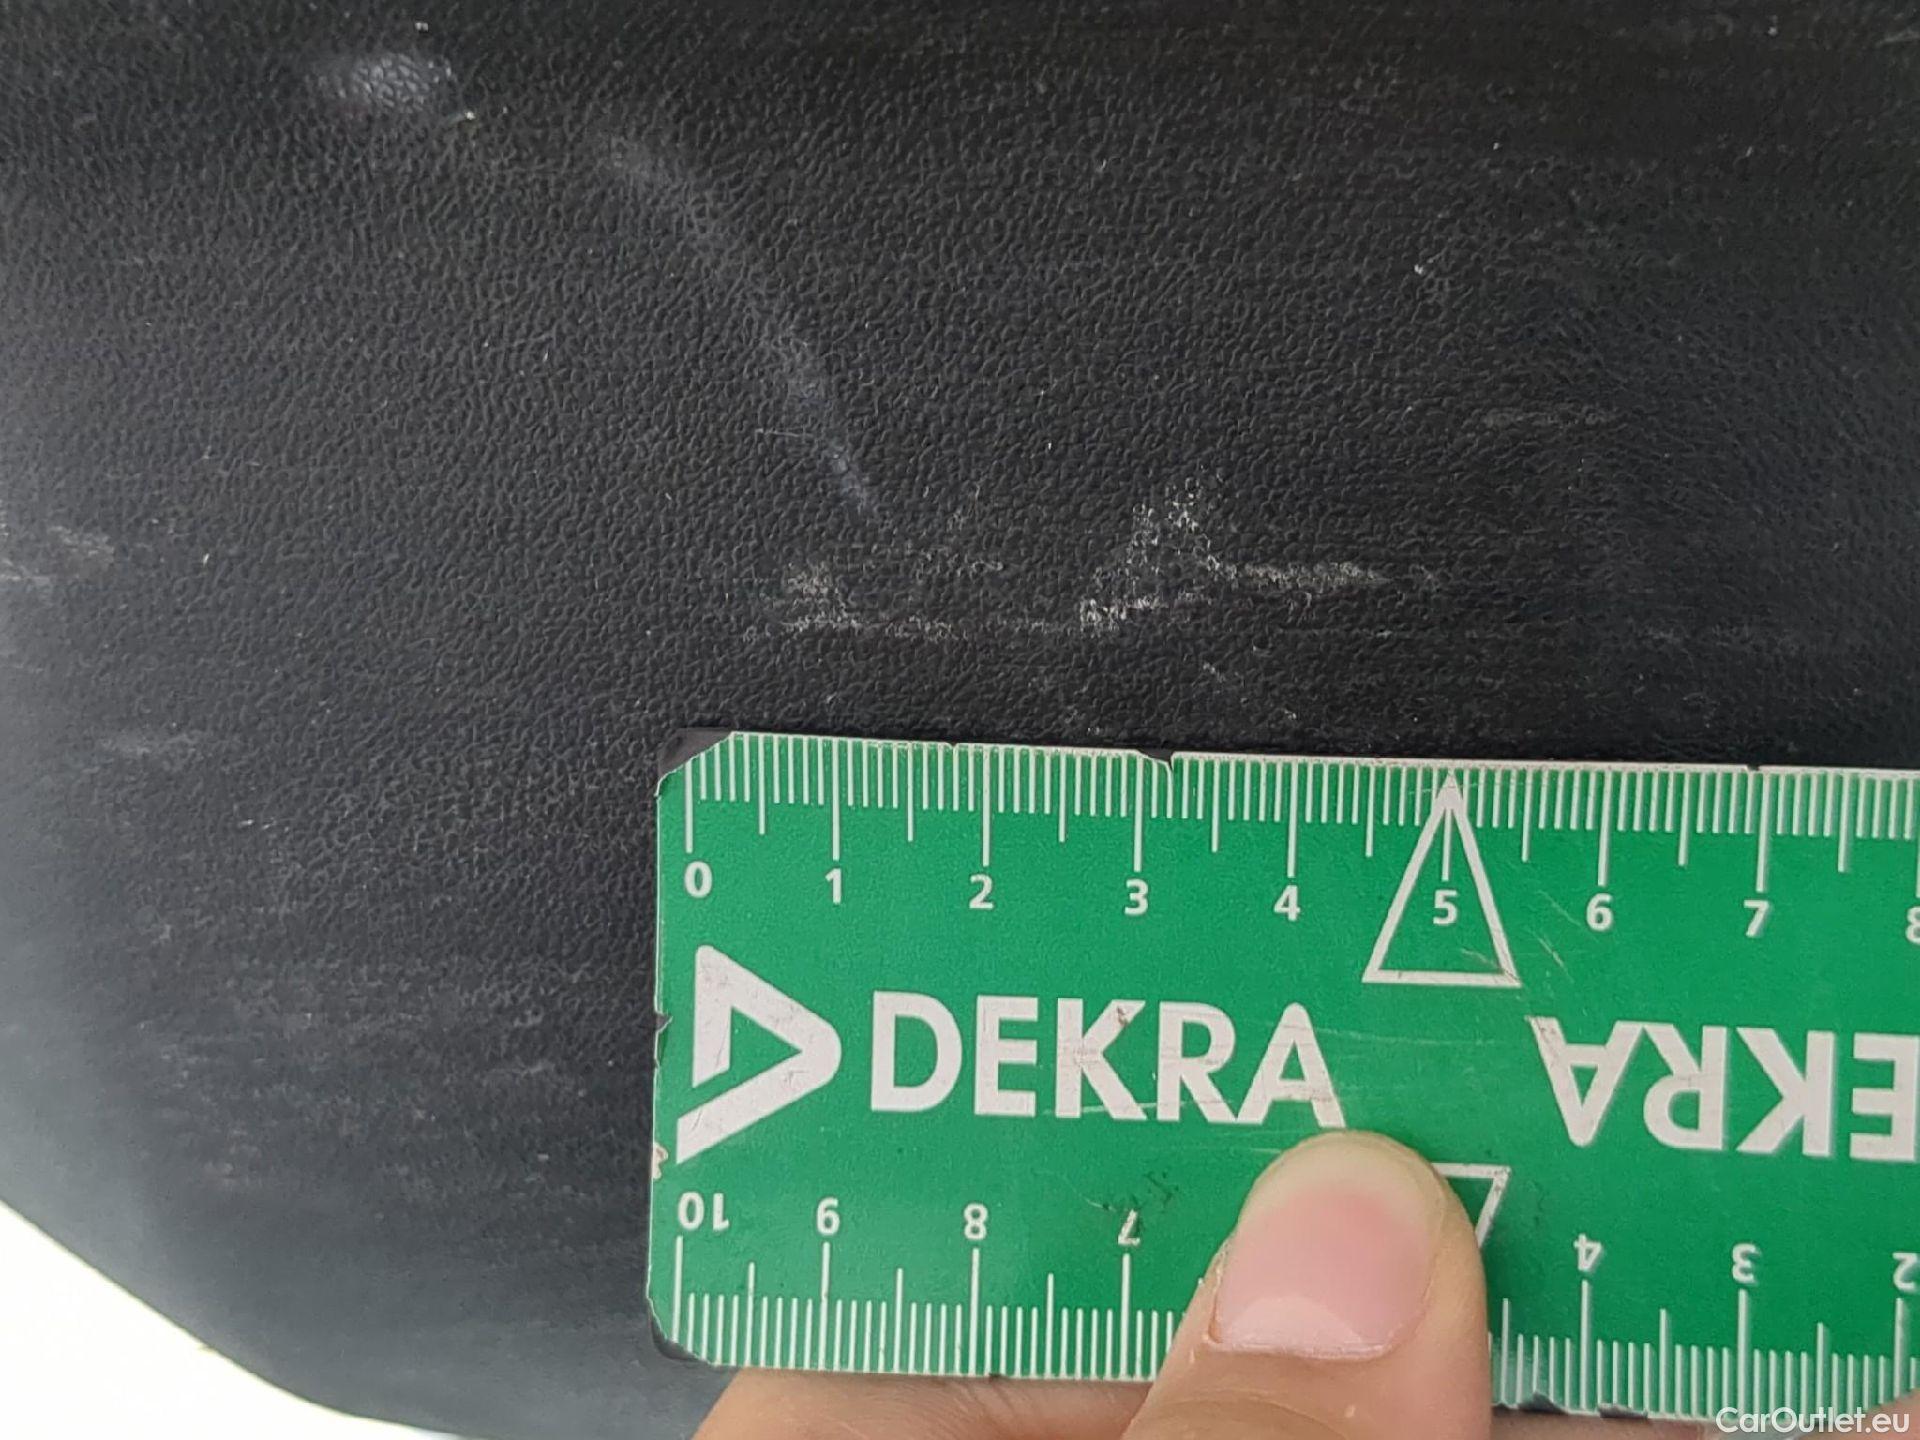 0 1 2 3 4 5 6 7 8
DEKRA
EKRA
10 9 8 7 4 3 2
CarOutlet.eu